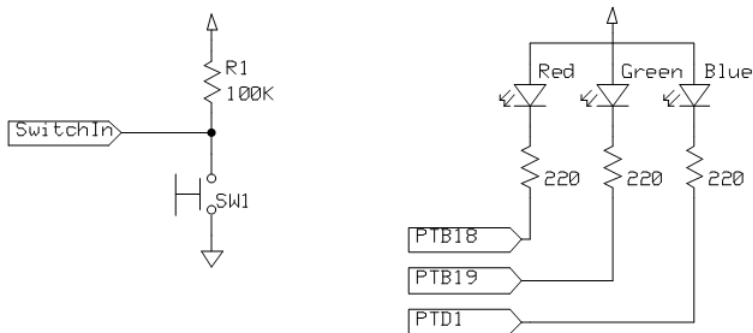 R1
100K
SwitchIn
SW1
Red
Green
Blue
220
220
220
PTB18
PTB19
PTD1